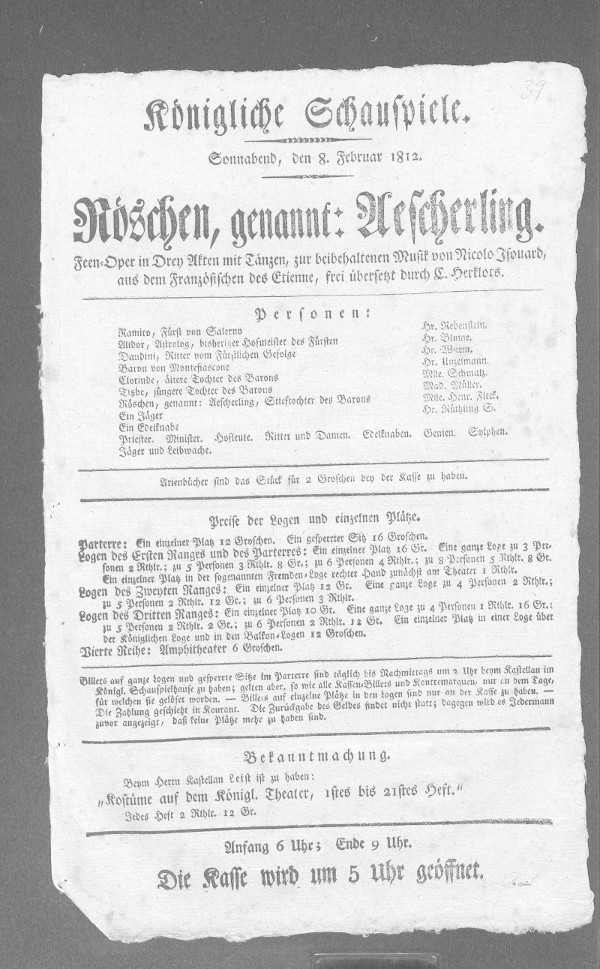 39
Königliche Schauspiele.
Sonnabend, den 8. Februar 1812.
Röschen, genannt: Aescherling.
Feen-Oper in Drey Akten mit Tänzen, zur beibehaltenen Musik von Nicolo Isouard,
aus dem Französischen des Etienne, frei übersetzt durch C. Herklots.
Personen:
Ramiro, Fürst von Salerno Hr. Rebenstein.
Alidor, Astrolog, bisheriger Hofmeister des Fürsten Hr. Blume.
Dandini, Ritter vom Fürstlichen Gefolge Hr. Wurm.
Baron von Montefiascone Hr. Unzelmann.
Clorinde, ältere Tochter des Barons Mlle. Schmalz.
Tisbe, jüngere Tochter des Barons Mad. Müller.
Röschen, genannt: Aescherling, Stieftochter des Barons Mlle. Henr. Fleck.
Ein Jäger Hr. Rüthling S.
Ein Edelknabe
Priester. Minister. Hofleute. Ritter und Damen. Edelknaben. Genien. Sylphen.
Jäger und Leibwache.
Arienbücher sind das Stück für 2 Groschen bey der Kasse zu haben.
Preise der Logen und einzelnen Plätze.
Parterre: Ein einzelner Platz 12 Groschen. Ein gesperrter Sitz 16 Groschen.
Logen des Ersten Ranges und des Parterres: Ein einzelner Platz 16 Gr. Eine ganze Loge zu 3 Per-
sonen 2 Rthlr.; zu 5 Personen 3 Rthlr. 8 Gr.; zu 6 Personen 4 Rthlr.; zu 8 Personen 5 Rthlr. 8 Gr.
Ein einzelner Platz in der sogenannten Fremden-Loge rechter Hand zunächst am Theater 1 Rthlr.
Logen des Zweyten Ranges: Ein einzelner Platz 12 Gr. Eine ganze Loge zu 4 Personen 2 Rthlr.;
zu 5 Personen 2 Rthlr. 12 Gr.; zu 6 Personen 3 Rthlr.
Logen des Dritten Ranges: Ein einzelner Platz 10 Gr. Eine ganze Loge zu 4 Personen 1 Rthlr. 16 Gr.;
zu 5 Personen 2 Rthlr. 2 Gr.; zu 6 Personen 2 Rthlr. 12 Gr. Ein einzelner Platz in einer Loge über
der Königlichen Loge und in den Balkon-Logen 12 Groschen.
Vierte Reihe: Amphitheater 6 Groschen.
Billets auf ganze Logen und gesperrte Sitze im Parterre sind täglich bis Nachmittags um 2 Uhr beym Kastellan im
Königl. Schauspielhause zu haben; gelten aber, so wie alle Kassen-Billets und Kontremarquen, nur an dem Tage,
für welchen sie gelöset worden. — Billets auf einzelne Plätze in den Logen sind nur an der Kasse zu haben. —
Die Zahlung geschieht in Kourant. Die Zurückgabe des Geldes findet nicht statt; dagegen wird es Jedermann
zuvor angezeigt, daß keine Plätze mehr zu haben sind.
Bekanntmachung.
Beym Herrn Kastellan Leist ist zu haben:
„Kostüme auf dem Königl. Theater, 1stes bis 21stes Heft."
Jedes Heft 2 Rthlr. 12 Gr.
Anfang 6 Uhr; Ende 9 Uhr.
Die Kasse wird um 5 Uhr geöffnet.